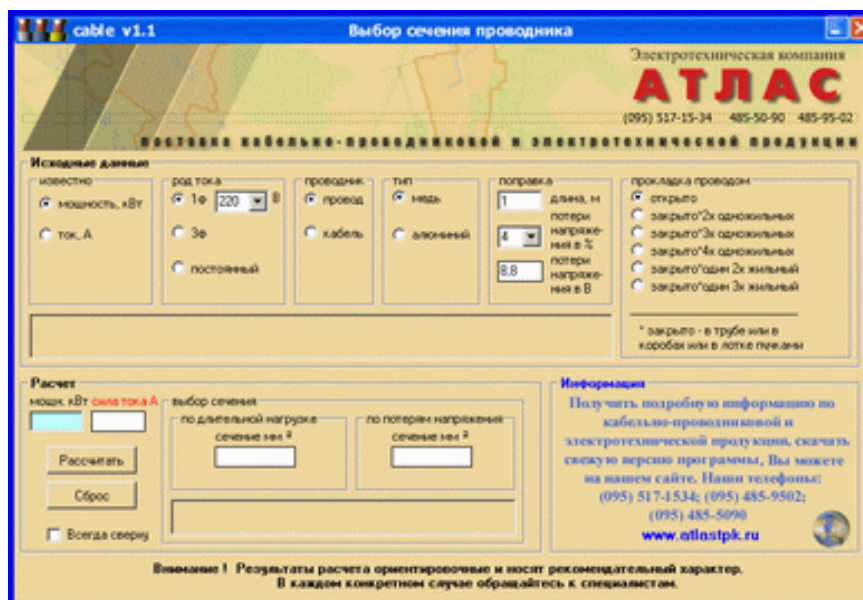 cable v1.1 Выбор сечения проводника
Электротехническая компания
АТЛАС
(095) 517-15-34 485-50-90 485-95-02
поставка кабельно-проводниковой и электротехнической продукции
Исходные данные
известно
мощность, кВт
ток, А
род тока
1ф 220 В
3ф
постоянный
проводник
провод
кабель
тип
медь
алюминий
поправка
1 длина, м
4 потери
напряже-
ния в %
8.8 потери
напряже-
ния в В
прокладка проводом
открыто
закрыто*2х одножильных
закрыто*3х одножильных
закрыто*4х одножильных
закрыто*один 2х жильный
закрыто*один 3х жильный
* закрыто - в трубе или в
коробах или в лотке пучками
Расчет
мощн. кВт сила тока А
Рассчитать
Сброс
Всегда сверху
выбор сечения
по длительной нагрузке
сечение мм ²
по потерям напряжения
сечение мм ²
Информация
Получить подробную информацию по
кабельно-проводниковой и
электротехнической продукции, скачать
свежую версию программы, Вы можете
на нашем сайте. Наши телефоны:
(095) 517-1534; (095) 485-9502;
(095) 485-5090
www.atlastpk.ru
Внимание ! Результаты расчета ориентировочные и носят рекомендательный характер.
В каждом конкретном случае обращайтесь к специалистам.